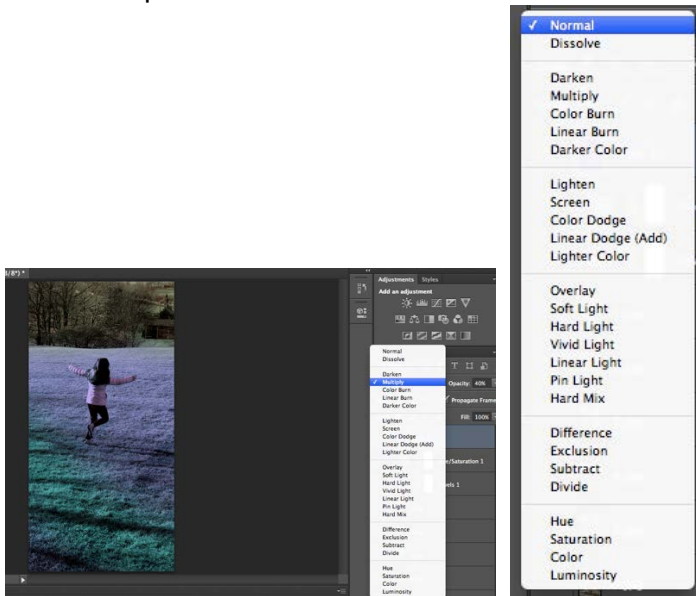 ✓ Normal
Dissolve
Darken
Multiply
Color Burn
Linear Burn
Darker Color
Lighten
Screen
Color Dodge
Linear Dodge (Add)
Lighter Color
Overlay
Soft Light
Hard Light
Vivid Light
Linear Light
Pin Light
Hard Mix
Difference
Exclusion
Subtract
Divide
Hue
Saturation
Color
Luminosity
/8*) *
Adjustments Styles
Add an adjustment
Normal
Dissolve
Darken
✓ Multiply
Color Burn
Linear Burn
Darker Color
Lighten
Screen
Color Dodge
Linear Dodge (Add)
Lighter Color
Overlay
Soft Light
Hard Light
Vivid Light
Linear Light
Pin Light
Hard Mix
Difference
Exclusion
Subtract
Divide
Hue
Saturation
Color
Luminosity
Opacity: 40%
Propagate Frame
Fill: 100%
e/Saturation 1
els 1